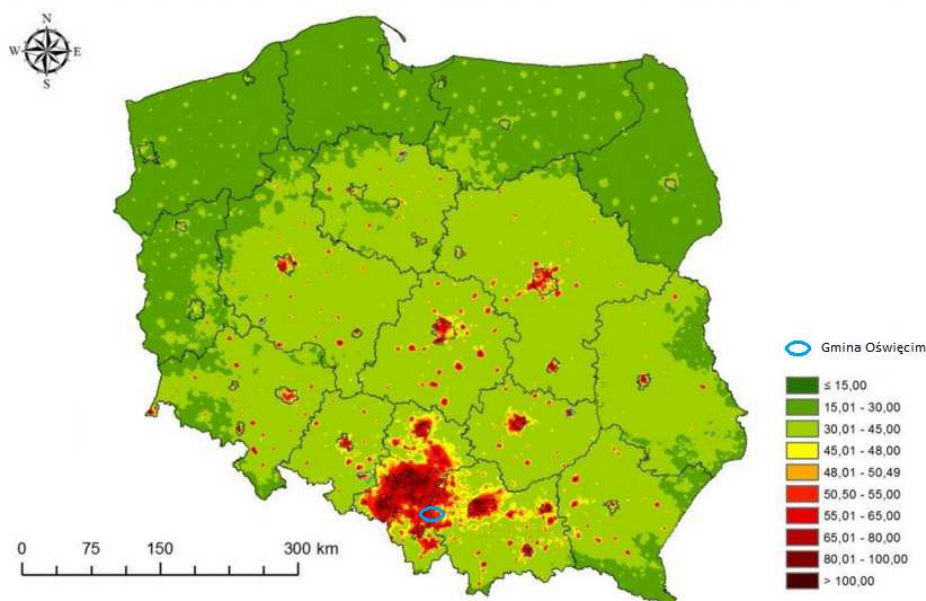 N
W E
S
Gmina Oświęcim
≤ 15,00
15,01 - 30,00
30,01 - 45,00
45,01 - 48,00
48,01 - 50,49
50,50 - 55,00
55,01 - 65,00
65,01 - 80,00
80,01 - 100,00
> 100,00
0 75 150 300 km